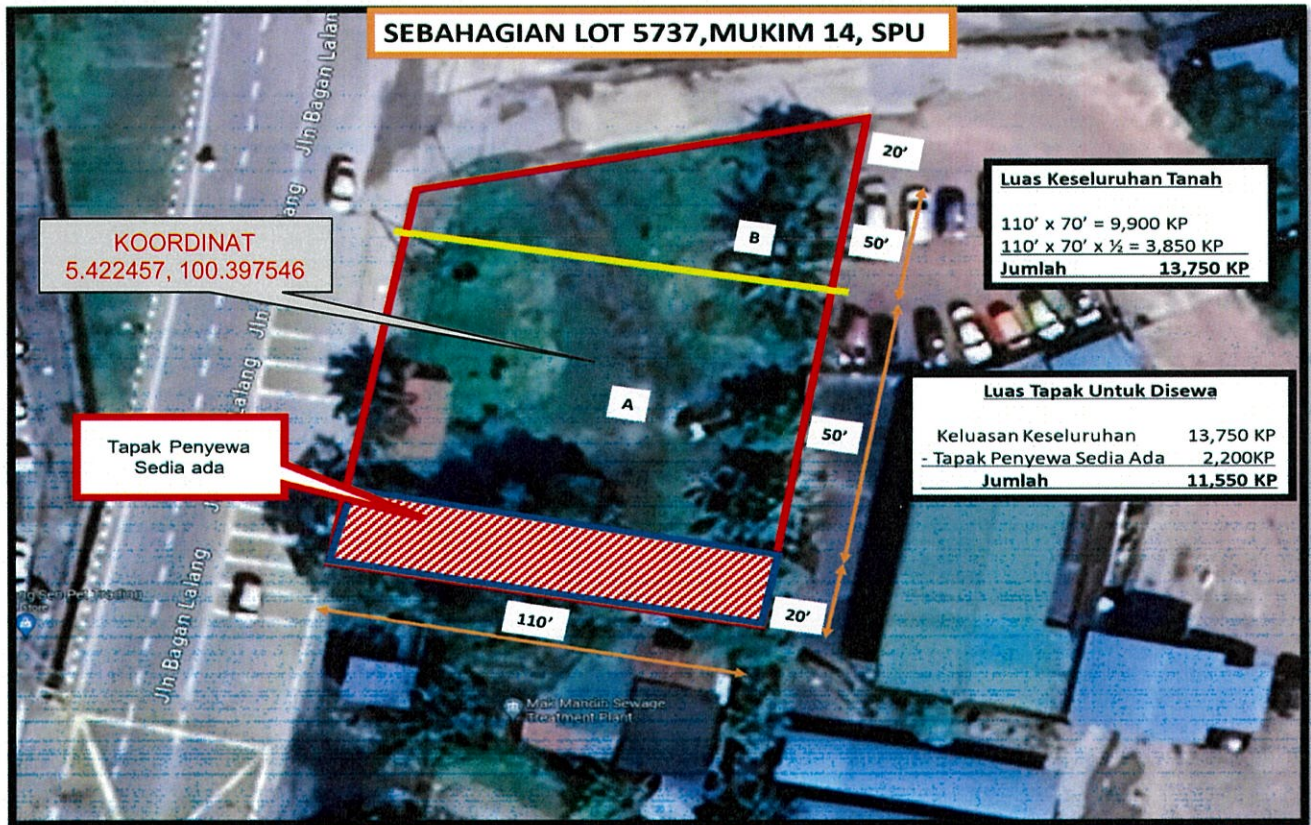 SEBAHAGIAN LOT 5737,MUKIM 14, SPU
Jln Bagan Lalang
20'
Luas Keseluruhan Tanah
110' x 70' = 9,900 KP
110' x 70' x ½ = 3,850 KP
Jumlah 13,750 KP
KOORDINAT
5.422457, 100.397546
B
50'
A
Luas Tapak Untuk Disewa
Keluasan Keseluruhan 13,750 KP
- Tapak Penyewa Sedia Ada 2,200KP
Jumlah 11,550 KP
50'
Tapak Penyewa
Sedia ada
20'
110'
Jln Bagan Lalang
Mak Mandin Sewage
Treatment Plant